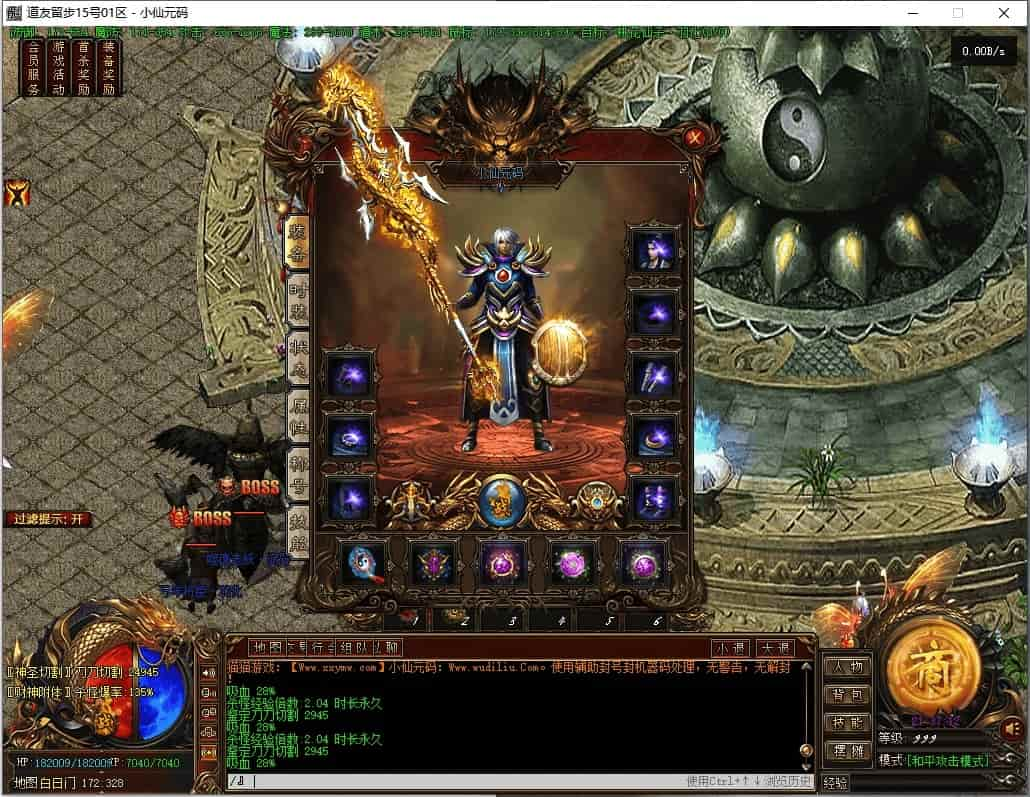 道友留步15号01区 - 小仙元码
0.00B/s
会员服务
游戏活动
首杀奖励
装备奖励
小仙元码
装备
时装
状态
属性
称号
技能
BOSS
BOSS
过滤提示: 开
1 2 3 4 5 6
小退 大退
【神圣切割】刀刀切割 24945
【财神附体】杀怪爆率:135%
猫猫游戏:【Www.zzymw.com】小仙元码: Www.wudiliu.Com。使用辅助封号封机器码处理，无警告，无解封!
吸血 28%
杀怪经验倍数 2.04 时长永久
鉴定刀刀切割 2945
吸血 28%
杀怪经验倍数 2.04 时长永久
鉴定刀刀切割 2945
吸血 28%
使用Ctrl+↑↓浏览历史
人物
背包
技能
摆摊
商
等级: 999
模式[和平攻击模式]
经验
HP:182009/182009 7040/7040
地图白日门 172:328